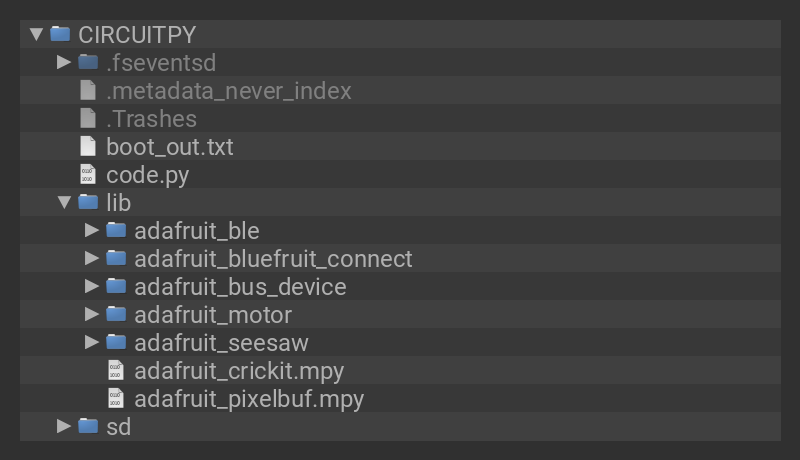 CIRCUITPY
.fseventsd
.metadata_never_index
.Trashes
boot_out.txt
code.py
lib
adafruit_ble
adafruit_bluefruit_connect
adafruit_bus_device
adafruit_motor
adafruit_seesaw
adafruit_crickit.mpy
adafruit_pixelbuf.mpy
sd